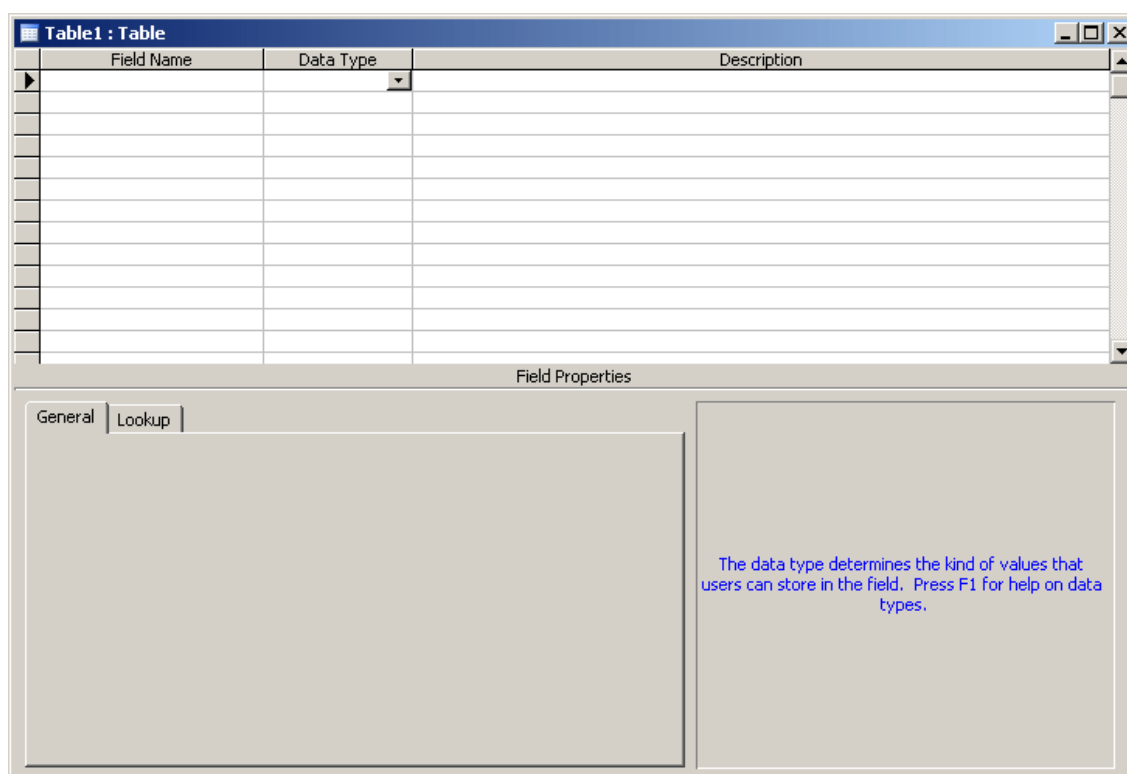 Table1 : Table
Field Name Data Type Description
Field Properties
General Lookup
The data type determines the kind of values that
users can store in the field.  Press F1 for help on data
types.